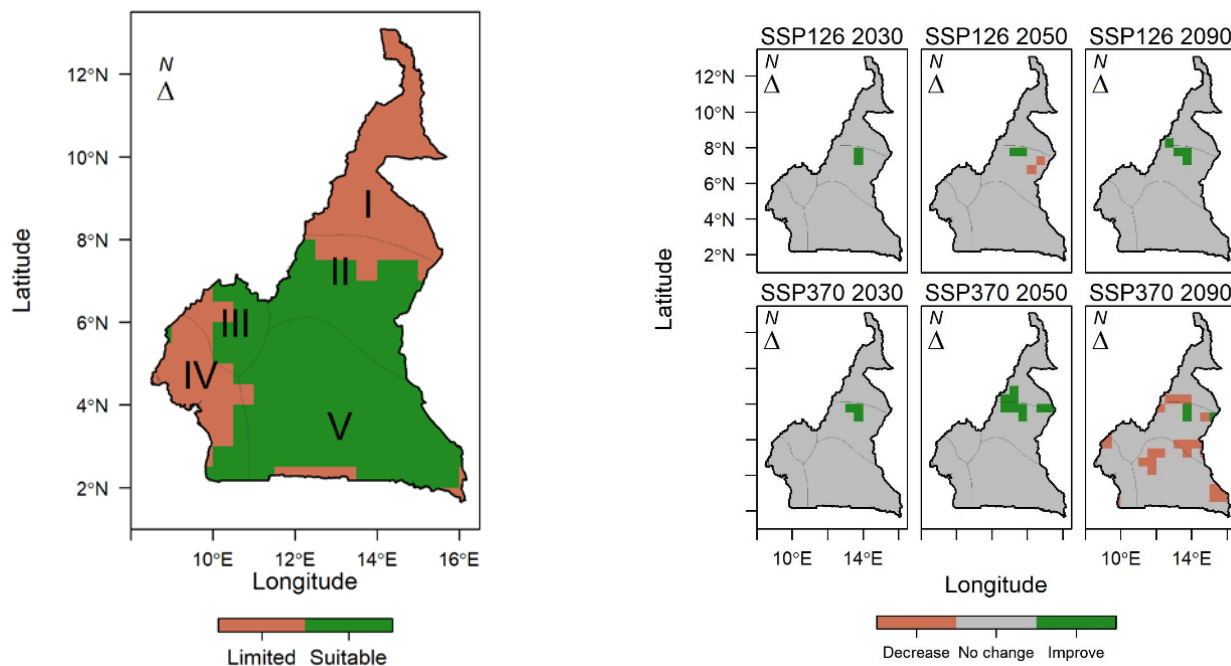 N
Δ
12°N
10°N
8°N
6°N
4°N
2°N
Latitude
I
II
III
IV
V
10°E 12°E 14°E 16°E
Longitude
Limited Suitable
SSP126 2030 SSP126 2050 SSP126 2090
N N N
Δ Δ Δ
12°N
10°N
8°N
6°N
4°N
2°N
Latitude
SSP370 2030 SSP370 2050 SSP370 2090
N N N
Δ Δ Δ
10°E 14°E 10°E 14°E
Longitude
Decrease No change Improve